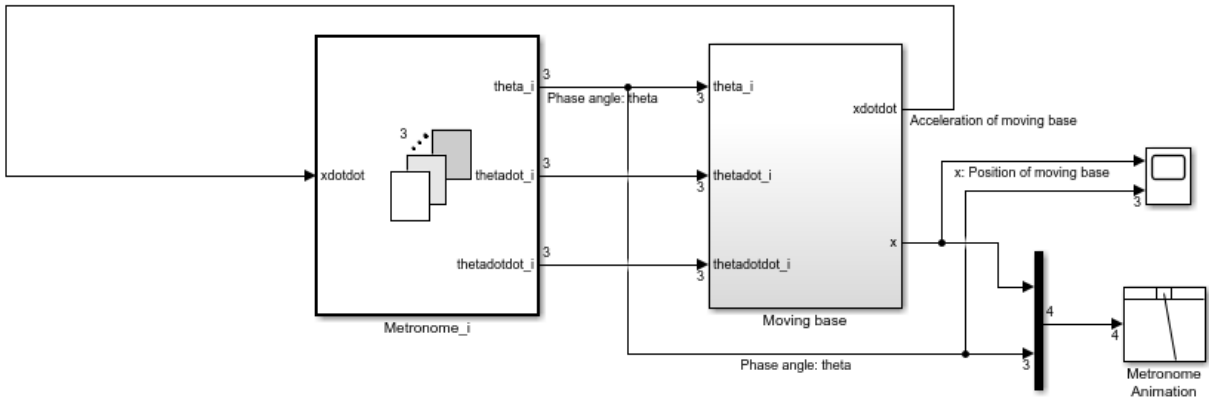 3
theta_i
3
Phase angle: theta
3
theta_i
xdotdot
Acceleration of moving base
xdotdot
3
thetadot_i
3
thetadot_i
x: Position of moving base
3
x
thetadotdot_i
3
3
thetadotdot_i
Metronome_i
Moving base
4
4
Phase angle: theta
3
Metronome
Animation